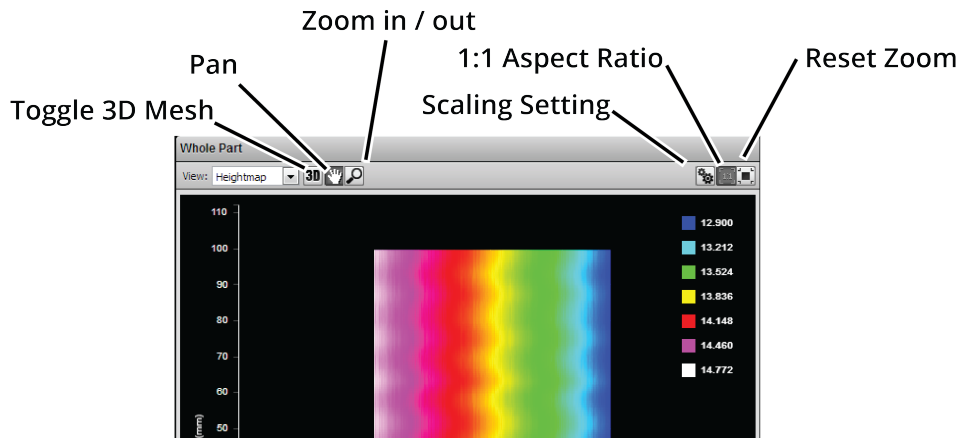 Zoom in / out
Pan
1:1 Aspect Ratio
Reset Zoom
Toggle 3D Mesh
Scaling Setting
Whole Part
View: Heightmap
3D
1:1
110
100
90
80
70
60
50
(mm)
12.900
13.212
13.524
13.836
14.148
14.460
14.772